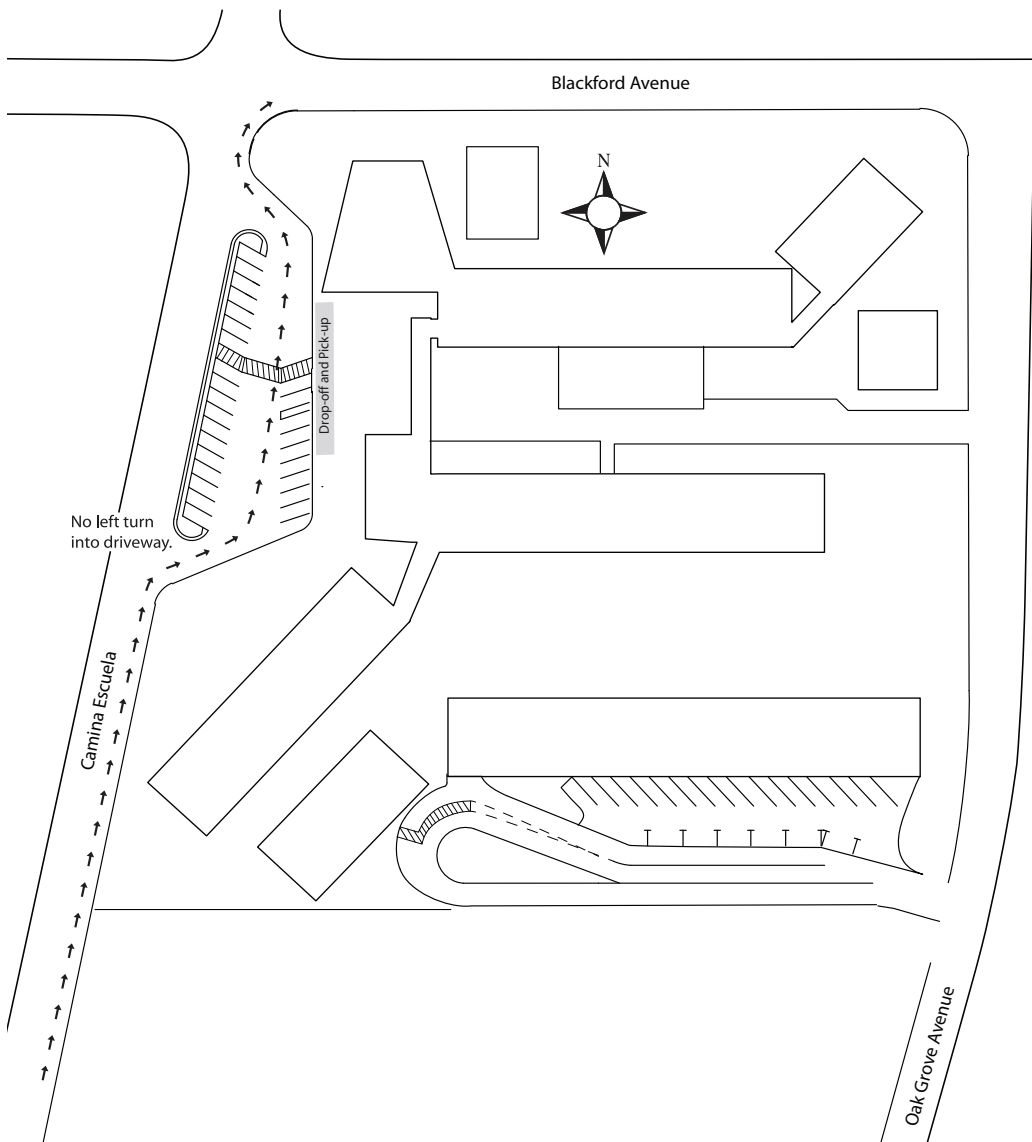 Blackford Avenue
N
Drop-off and Pick-up
No left turn
into driveway.
Camina Escuela
Oak Grove Avenue